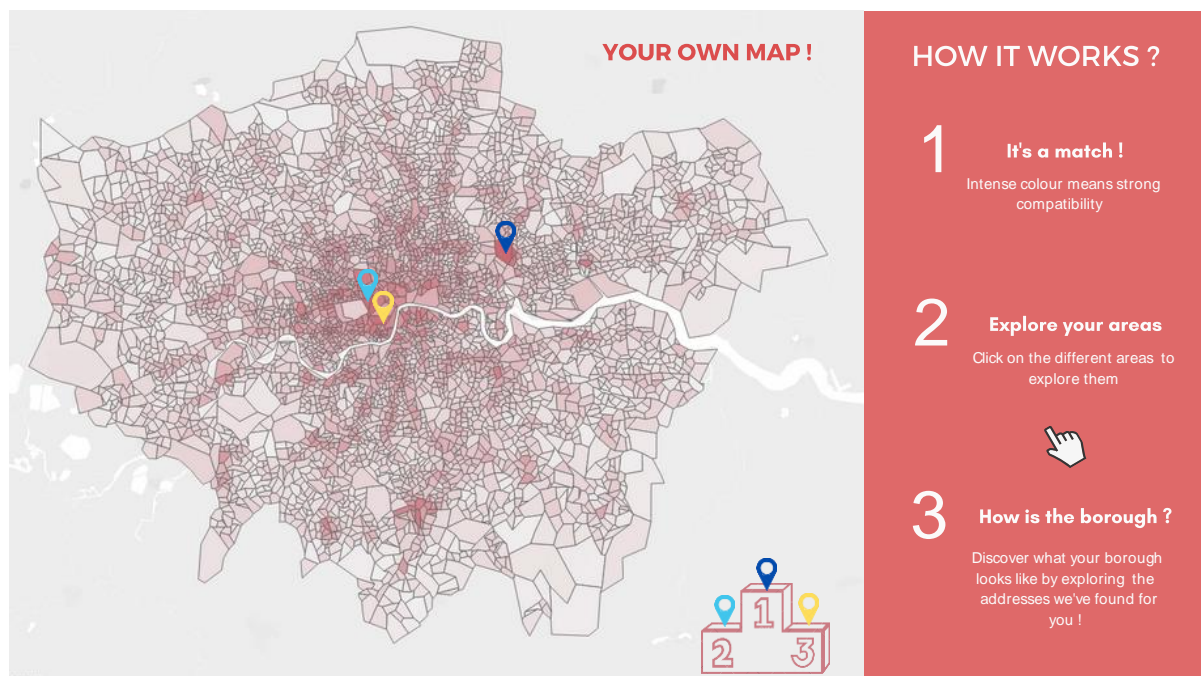 YOUR OWN MAP !
HOW IT WORKS ?
1
It's a match !
Intense colour means strong
compatibility
2
Explore your areas
Click on the different areas to
explore them
3
How is the borough ?
Discover what your borough
looks like by exploring the
addresses we've found for
you !
1
2
3